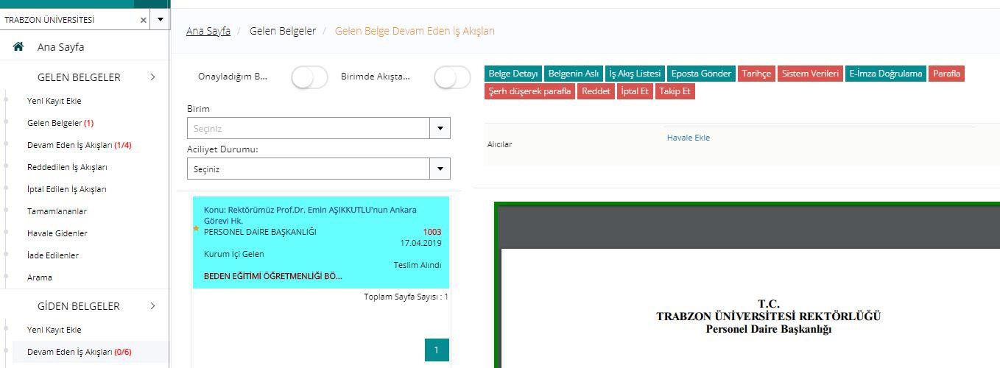 TRABZON ÜNİVERSİTESİ
Ana Sayfa
GELEN BELGELER
Yeni Kayıt Ekle
Gelen Belgeler (1)
Devam Eden İş Akışları (1/4)
Reddedilen İş Akışları
İptal Edilen İş Akışları
Tamamlananlar
Havale Gidenler
İade Edilenler
Arama
GİDEN BELGELER
Yeni Kayıt Ekle
Devam Eden İş Akışları (0/6)
Ana Sayfa / Gelen Belgeler / Gelen Belge Devam Eden İş Akışları
Onayladığım B... Birimde Akışta...
Birim
Seçiniz
Aciliyet Durumu:
Seçiniz
Konu: Rektörümüz Prof.Dr. Emin AŞIKKUTLU'nun Ankara
Görevi Hk.
PERSONEL DAİRE BAŞKANLIĞI 1003
17.04.2019
Kurum İçi Gelen
Teslim Alındı
BEDEN EĞİTİMİ ÖĞRETMENLİĞİ BÖ...
Toplam Sayfa Sayısı : 1
1
Belge Detayı Belgenin Aslı İş Akış Listesi Eposta Gönder Tarihçe Sistem Verileri E-İmza Doğrulama Parafla
Şerh düşerek parafla Reddet İptal Et Takip Et
Havale Ekle
Alıcılar
T.C.
TRABZON ÜNİVERSİTESİ REKTÖRLÜĞÜ
Personel Daire Başkanlığı